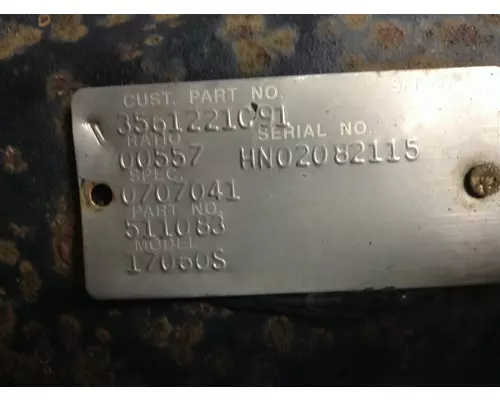 CUST. PART NO.
3561221C91
RATIO SERIAL NO.
00557 HN02082115
SPEC.
0707041
PART NO.
511083
MODEL
17060S